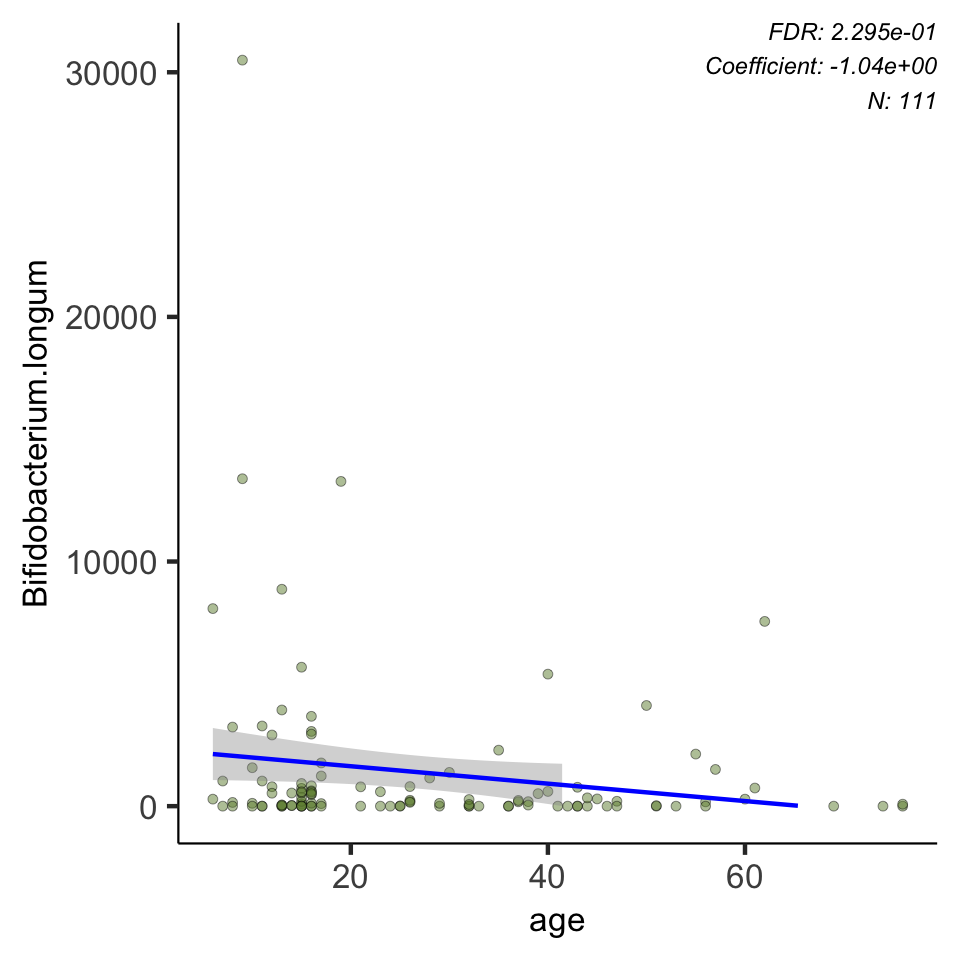 FDR: 2.295e-01
Coefficient: -1.04e+00
N: 111
30000
20000
10000
0
Bifidobacterium.longum
20 40 60
age